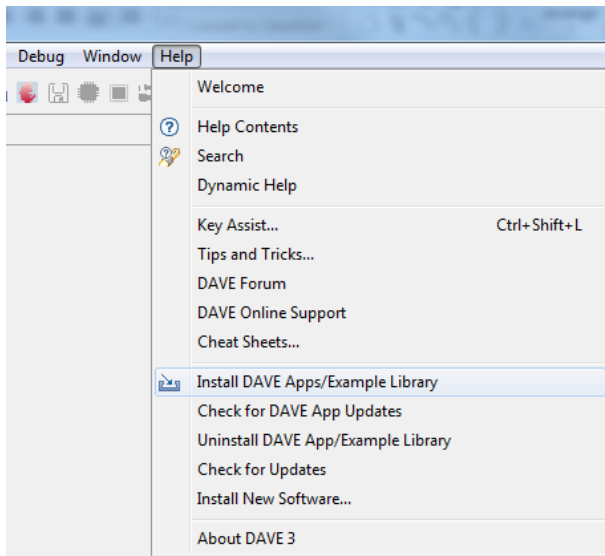 Debug Window Help
Welcome
Help Contents
Search
Dynamic Help
Key Assist... Ctrl+Shift+L
Tips and Tricks...
DAVE Forum
DAVE Online Support
Cheat Sheets...
Install DAVE Apps/Example Library
Check for DAVE App Updates
Uninstall DAVE App/Example Library
Check for Updates
Install New Software...
About DAVE 3